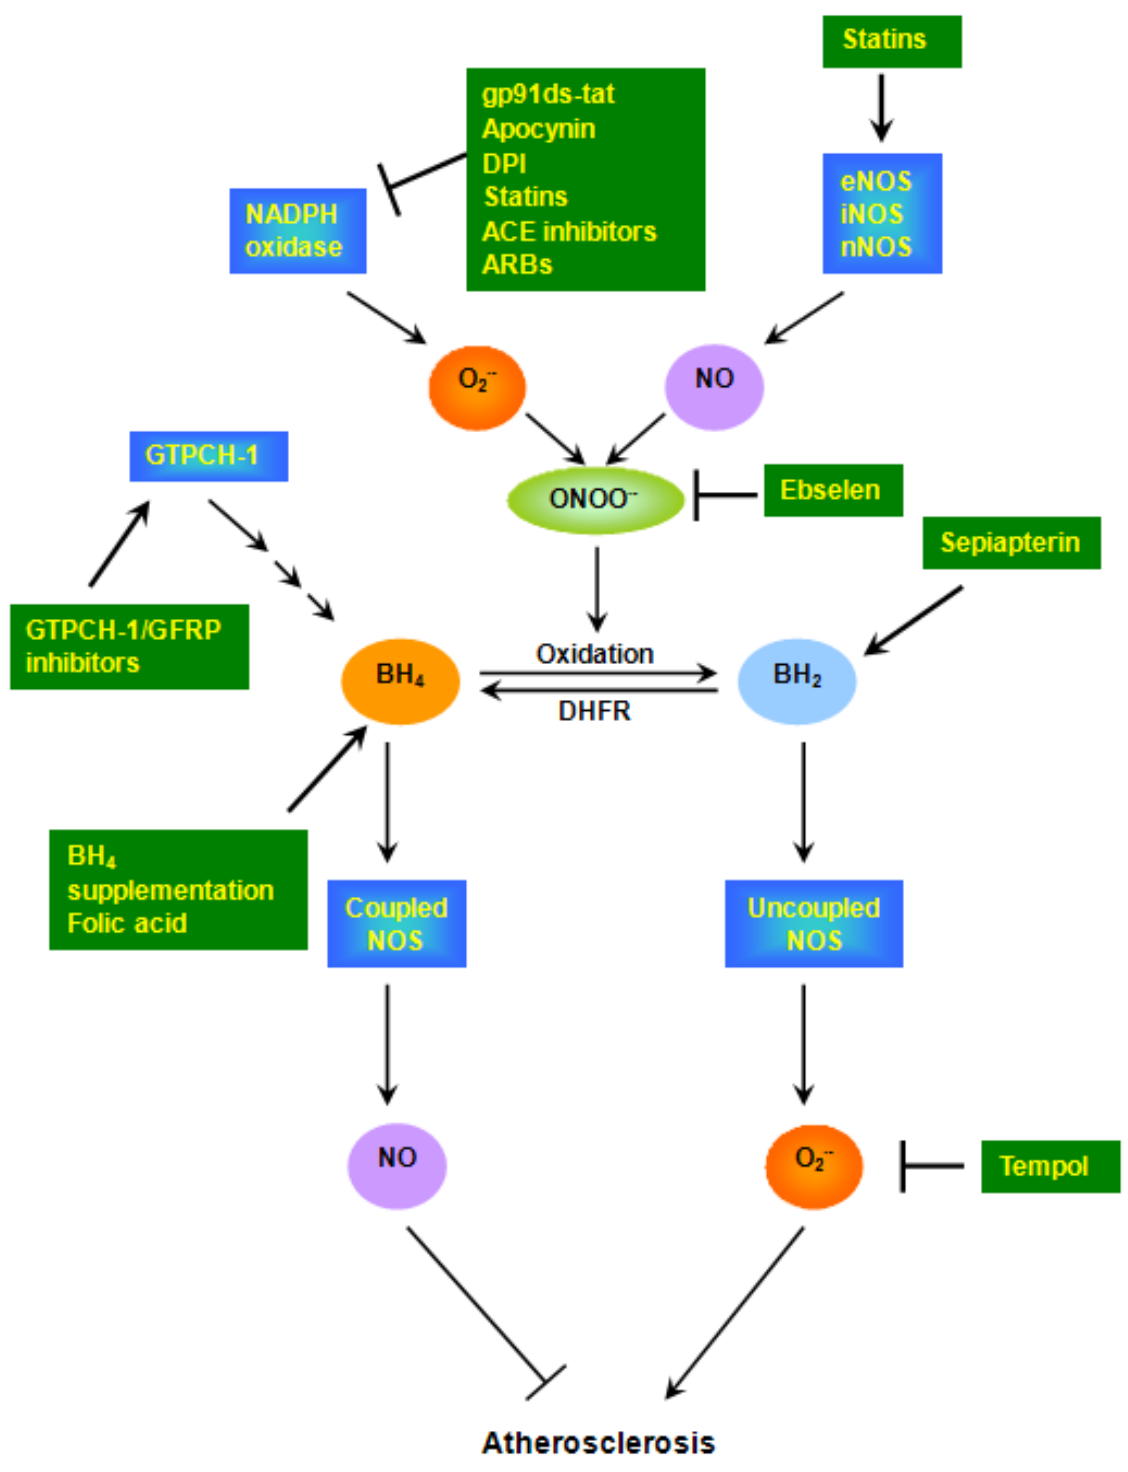 Statins
gp91ds-tat
Apocynin
DPI
Statins
ACE inhibitors
ARBs
eNOS
iNOS
nNOS
NADPH
oxidase
O₂·-
NO
GTPCH-1
ONOO·-
Ebselen
Sepiapterin
GTPCH-1/GFRP
inhibitors
Oxidation
BH₄
BH₂
DHFR
BH₄
supplementation
Folic acid
Coupled
NOS
Uncoupled
NOS
NO
O₂·-
Tempol
Atherosclerosis